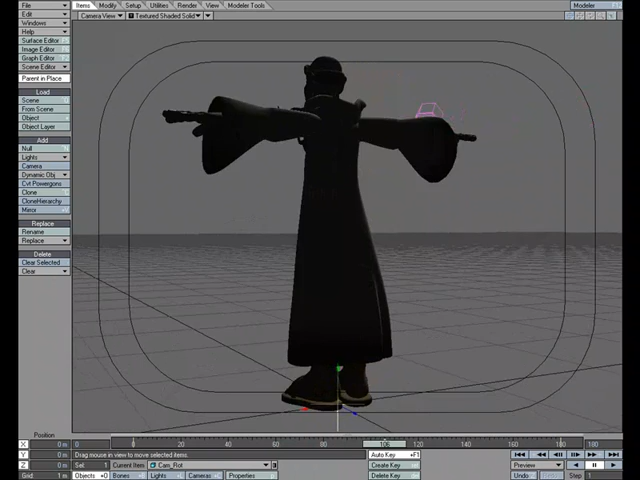 File
Edit
Windows
Help
Surface Editor
Image Editor
Graph Editor
Scene Editor
Parent in Place
Load
Scene
From Scene
Object
Object Layer
Add
Null
Lights
Camera
Dynamic Obj
Cvt Powergons
Clone
CloneHierarchy
Mirror
Replace
Rename
Replace
Delete
Clear Selected
Clear
Items Modify Setup Utilities Render View Modeler Tools
Camera View Textured Shaded Solid
Modeler
Position
X 0 m
Y 0 m
Z 0 m
Grid: 1 m
0 0 20 40 60 80 106 120 140 160 180 100
Drag mouse in view to move selected items.
Sel: 1 Current Item Cam_Rot
Objects +O Bones Lights Cameras Properties
Auto Key +F1
Create Key
Delete Key
Preview
Undo Step: 1